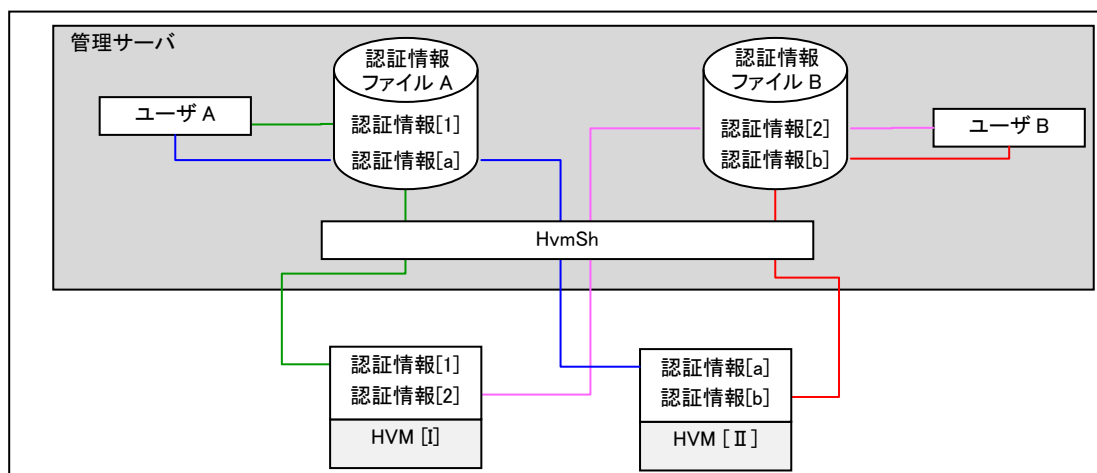 管理サーバ
認証情報
ファイル A
認証情報
ファイル B
ユーザ A
認証情報[1]
認証情報[a]
認証情報[2]
認証情報[b]
ユーザ B
HvmSh
認証情報[1]
認証情報[2]
HVM [I]
認証情報[a]
認証情報[b]
HVM [Ⅱ]